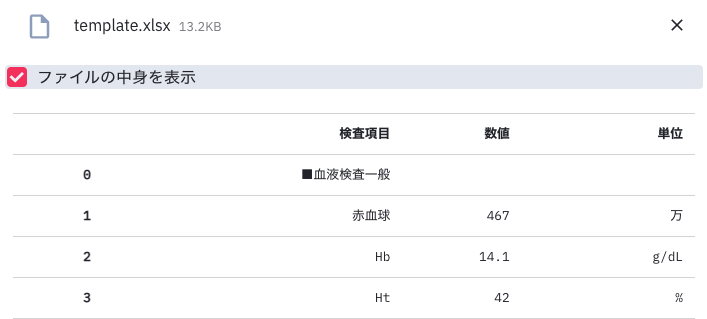 template.xlsx 13.2KB
ファイルの中身を表示
検査項目 数値 単位
0 ■血液検査一般
1 赤血球 467 万
2 Hb 14.1 g/dL
3 Ht 42 %